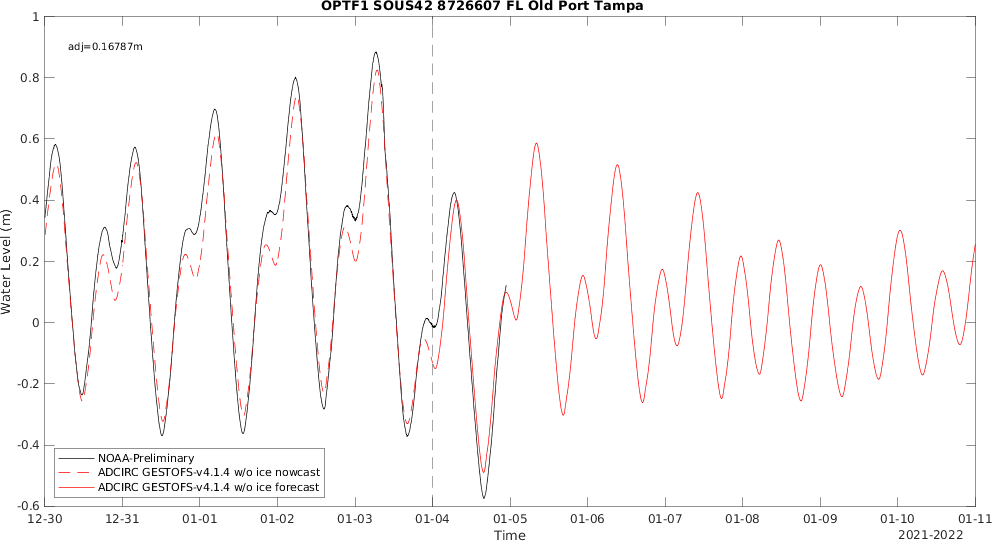 OPTF1 SOUS42 8726607 FL Old Port Tampa
adj=0.16787m
1
0.8
0.6
0.4
0.2
0
-0.2
-0.4
-0.6
Water Level (m)
NOAA-Preliminary
ADCIRC GESTOFS-v4.1.4 w/o ice nowcast
ADCIRC GESTOFS-v4.1.4 w/o ice forecast
12-30 12-31 01-01 01-02 01-03 01-04 01-05 01-06 01-07 01-08 01-09 01-10 01-11
Time
2021-2022